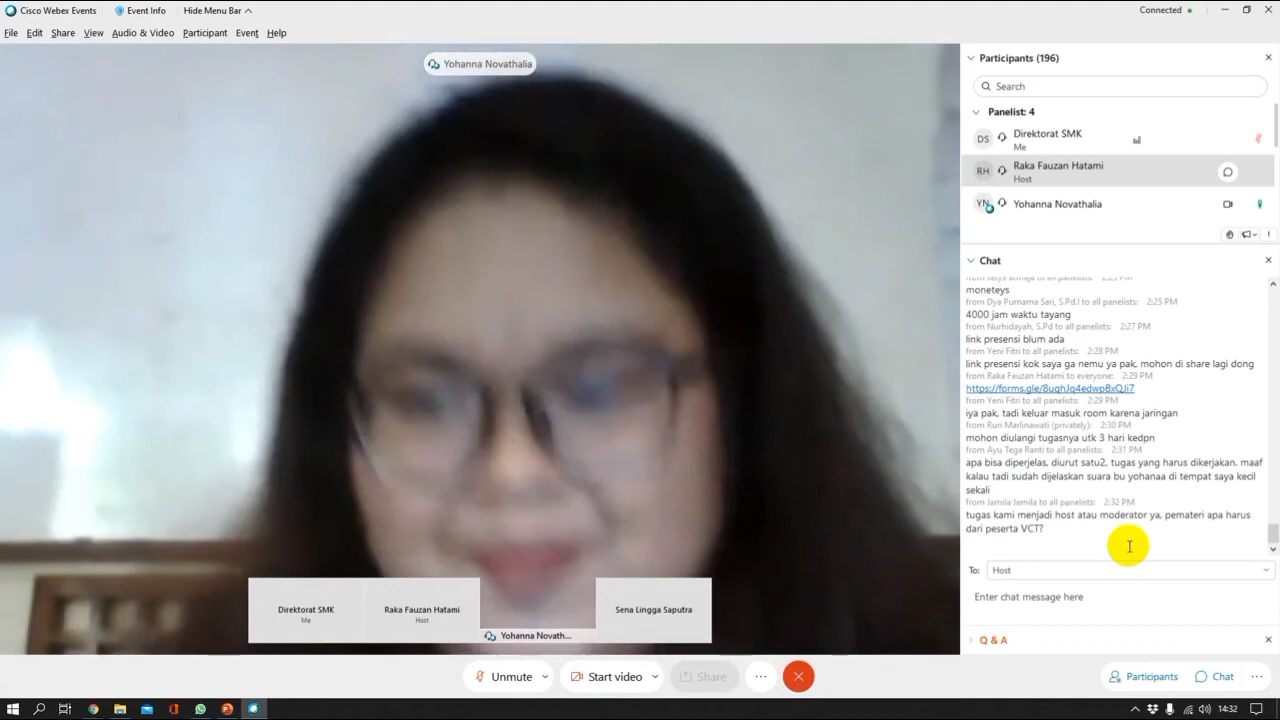 Cisco Webex Events
Event Info
Hide Menu Bar
Connected
File Edit Share View Audio & Video Participant Event Help
Yohanna Novathalia
Participants (196)
Search
Panelist: 4
DS
Direktorat SMK
Me
RH
Raka Fauzan Hatami
Host
YN
Yohanna Novathalia
Chat
to all panelists:
moneteys
from Dya Purnama Sari, S.Pd.I to all panelists: 2:25 PM
4000 jam waktu tayang
from Nurhidayah, S.Pd to all panelists: 2:27 PM
link presensi blum ada
from Yeni Fitri to all panelists: 2:28 PM
link presensi kok saya ga nemu ya pak, mohon di share lagi dong
from Raka Fauzan Hatami to everyone: 2:29 PM
https://forms.gle/8uqhJq4edwpBxQJi7
from Yeni Fitri to all panelists: 2:29 PM
iya pak, tadi keluar masuk room karena jaringan
from Ruri Marlinawati (privately): 2:30 PM
mohon diulangi tugasnya utk 3 hari kedpn
from Ayu Tega Ranti to all panelists: 2:31 PM
apa bisa diperjelas, diurut satu2, tugas yang harus dikerjakan. maaf
kalau tadi sudah dijelaskan suara bu yohanaa di tempat saya kecil
sekali
from Jamila Jamila to all panelists: 2:32 PM
tugas kami menjadi host atau moderator ya, pemateri apa harus
dari peserta VCT?
To: Host
Enter chat message here
Q & A
Direktorat SMK
Me
Raka Fauzan Hatami
Host
Yohanna Novath...
Sena Lingga Saputra
Unmute
Start video
Share
Participants
Chat
14:32